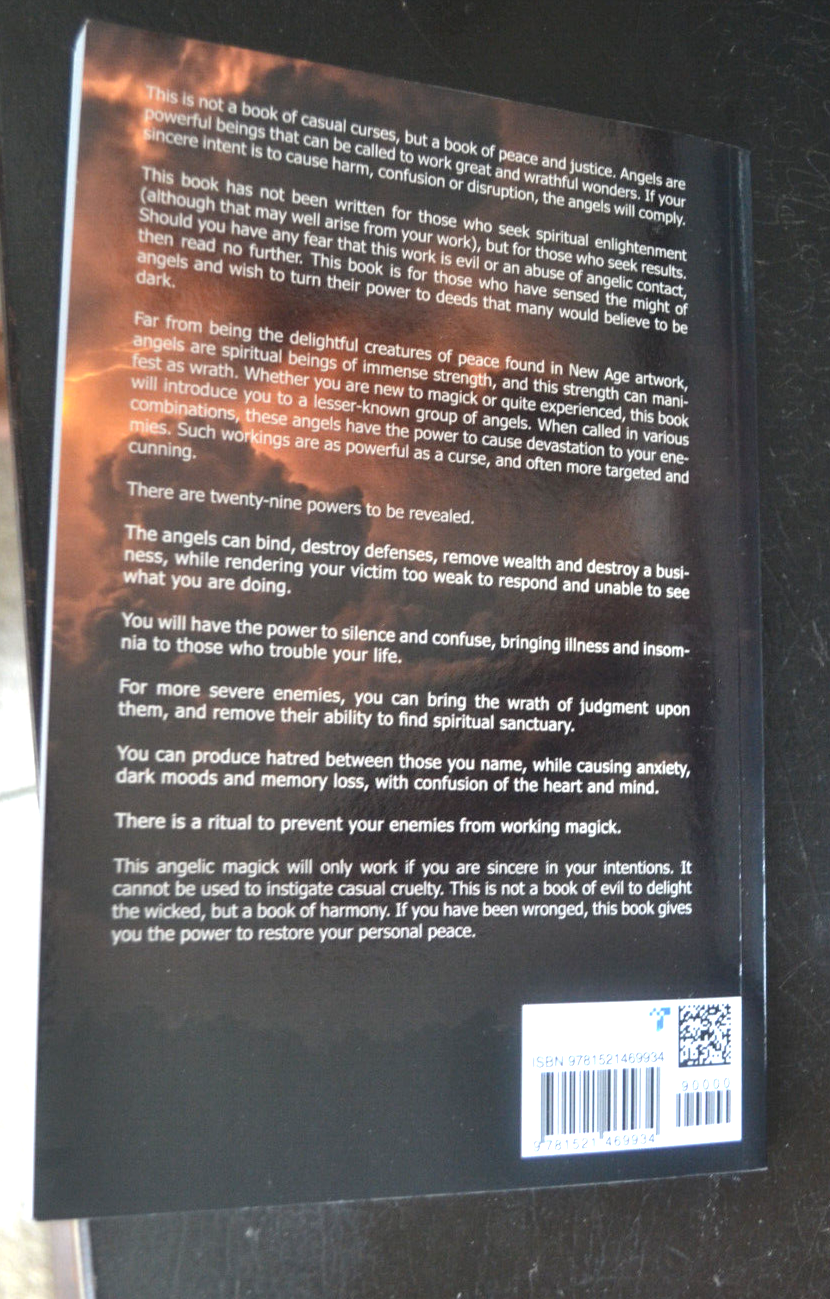 This is not a book of casual curses, but a book of peace and justice. Angels are
powerful beings that can be called to work great and wrathful wonders. If your
sincere intent is to cause harm, confusion or disruption, the angels will comply.
This book has not been written for those who seek spiritual enlightenment
(although that may well arise from your work), but for those who seek results.
Should you have any fear that this work is evil or an abuse of angelic contact,
then read no further. This book is for those who have sensed the might of
angels and wish to turn their power to deeds that many would believe to be
dark.
Far from being the delightful creatures of peace found in New Age artwork,
angels are spiritual beings of immense strength, and this strength can mani-
fest as wrath. Whether you are new to magick or quite experienced, this book
will introduce you to a lesser-known group of angels. When called in various
combinations, these angels have the power to cause devastation to your ene-
mies. Such workings are as powerful as a curse, and often more targeted and
cunning.
There are twenty-nine powers to be revealed.
The angels can bind, destroy defenses, remove wealth and destroy a busi-
ness, while rendering your victim too weak to respond and unable to see
what you are doing.
You will have the power to silence and confuse, bringing illness and insom-
nia to those who trouble your life.
For more severe enemies, you can bring the wrath of judgment upon
them, and remove their ability to find spiritual sanctuary.
You can produce hatred between those you name, while causing anxiety,
dark moods and memory loss, with confusion of the heart and mind.
There is a ritual to prevent your enemies from working magick.
This angelic magick will only work if you are sincere in your intentions. It
cannot be used to instigate casual cruelty. This is not a book of evil to delight
the wicked, but a book of harmony. If you have been wronged, this book gives
you the power to restore your personal peace.
ISBN 9781521469934
90000
9 781521 469934